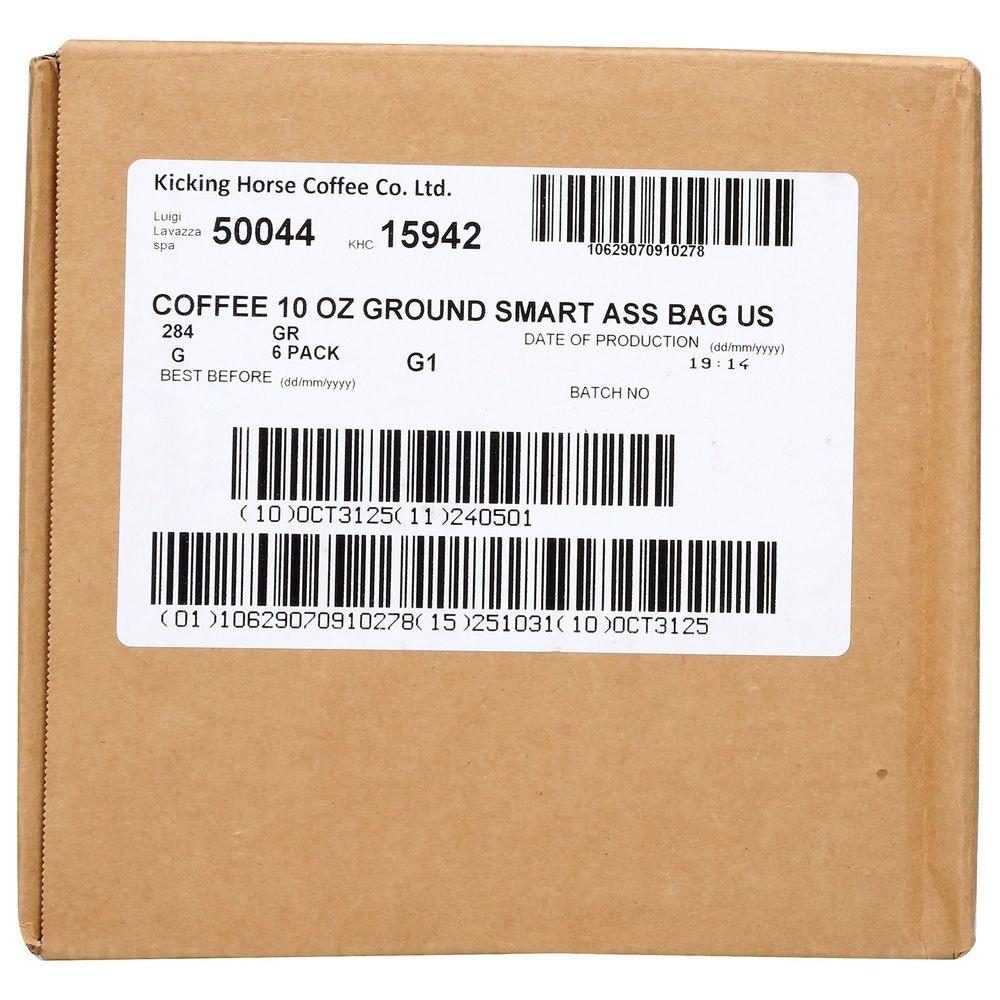 Kicking Horse Coffee Co. Ltd.
Luigi
Lavazza
spa
50044
KHC 15942
10629070910278
COFFEE 10 OZ GROUND SMART ASS BAG US
284
G
GR
6 PACK
G1
DATE OF PRODUCTION (dd/mm/yyyy)
19:14
BEST BEFORE (dd/mm/yyyy)
BATCH NO
(10)OCT3125(11)240501
(01)10629070910278(15)251031(10)OCT3125